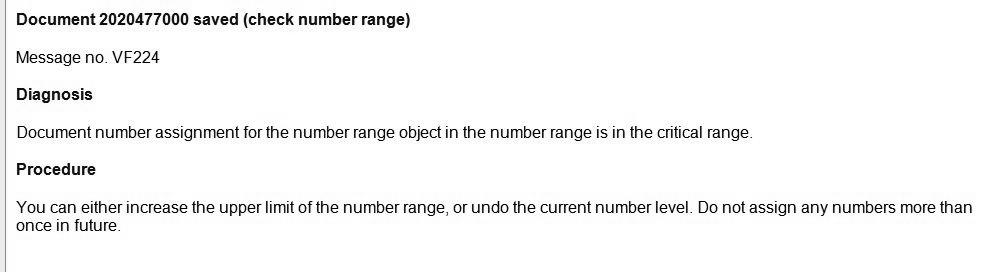 Document 2020477000 saved (check number range)
Message no. VF224
Diagnosis
Document number assignment for the number range object in the number range is in the critical range.
Procedure
You can either increase the upper limit of the number range, or undo the current number level. Do not assign any numbers more than
once in future.